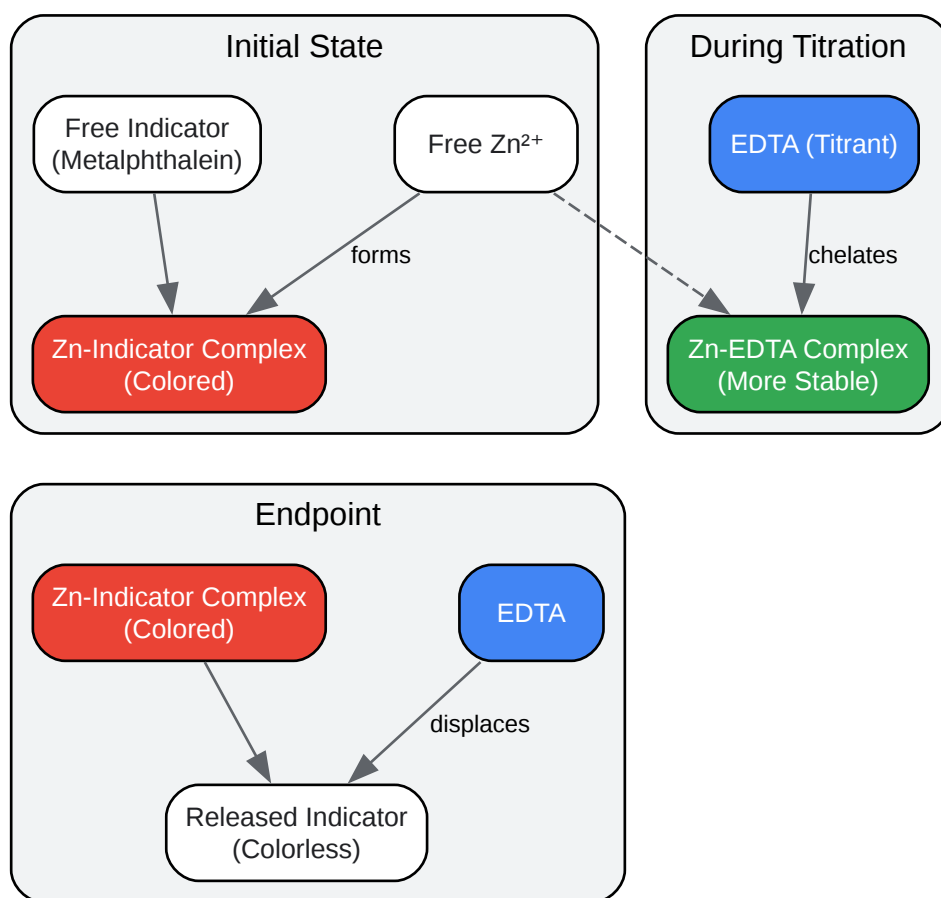 Initial State
During Titration
Free Indicator
(Metalphthalein)
Free Zn²⁺
EDTA (Titrant)
forms
chelates
Zn-Indicator Complex
(Colored)
Zn-EDTA Complex
(More Stable)
Endpoint
Zn-Indicator Complex
(Colored)
EDTA
displaces
Released Indicator
(Colorless)